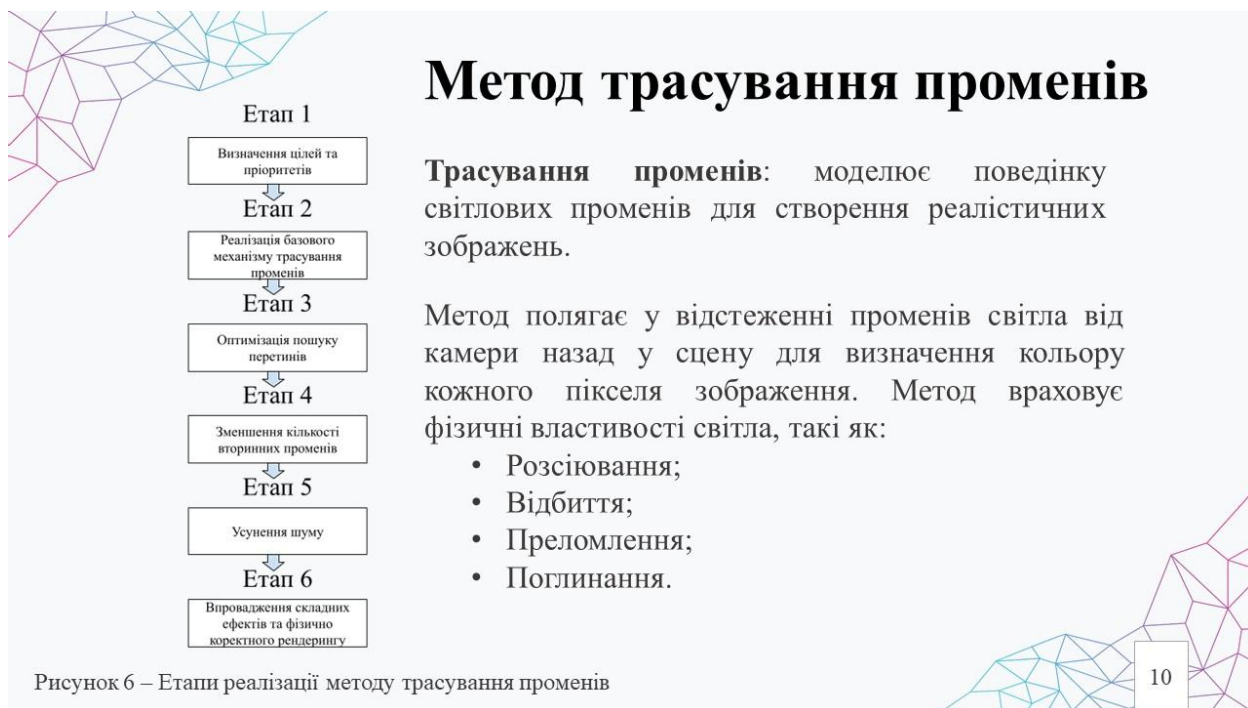 Метод трасування променів
Етап 1
Визначення цілей та
пріоритетів
Етап 2
Реалізація базового
механізму трасування
променів
Етап 3
Оптимізація пошуку
перетинів
Етап 4
Зменшення кількості
вторинних променів
Етап 5
Усунення шуму
Етап 6
Впровадження складних
ефектів та фізично
коректного рендерингу
Трасування променів: моделює поведінку
світлових променів для створення реалістичних
зображень.
Метод полягає у відстеженні променів світла від
камери назад у сцену для визначення кольору
кожного пікселя зображення. Метод враховує
фізичні властивості світла, такі як:
• Розсіювання;
• Відбиття;
• Преломлення;
• Поглинання.
Рисунок 6 – Етапи реалізації методу трасування променів
10